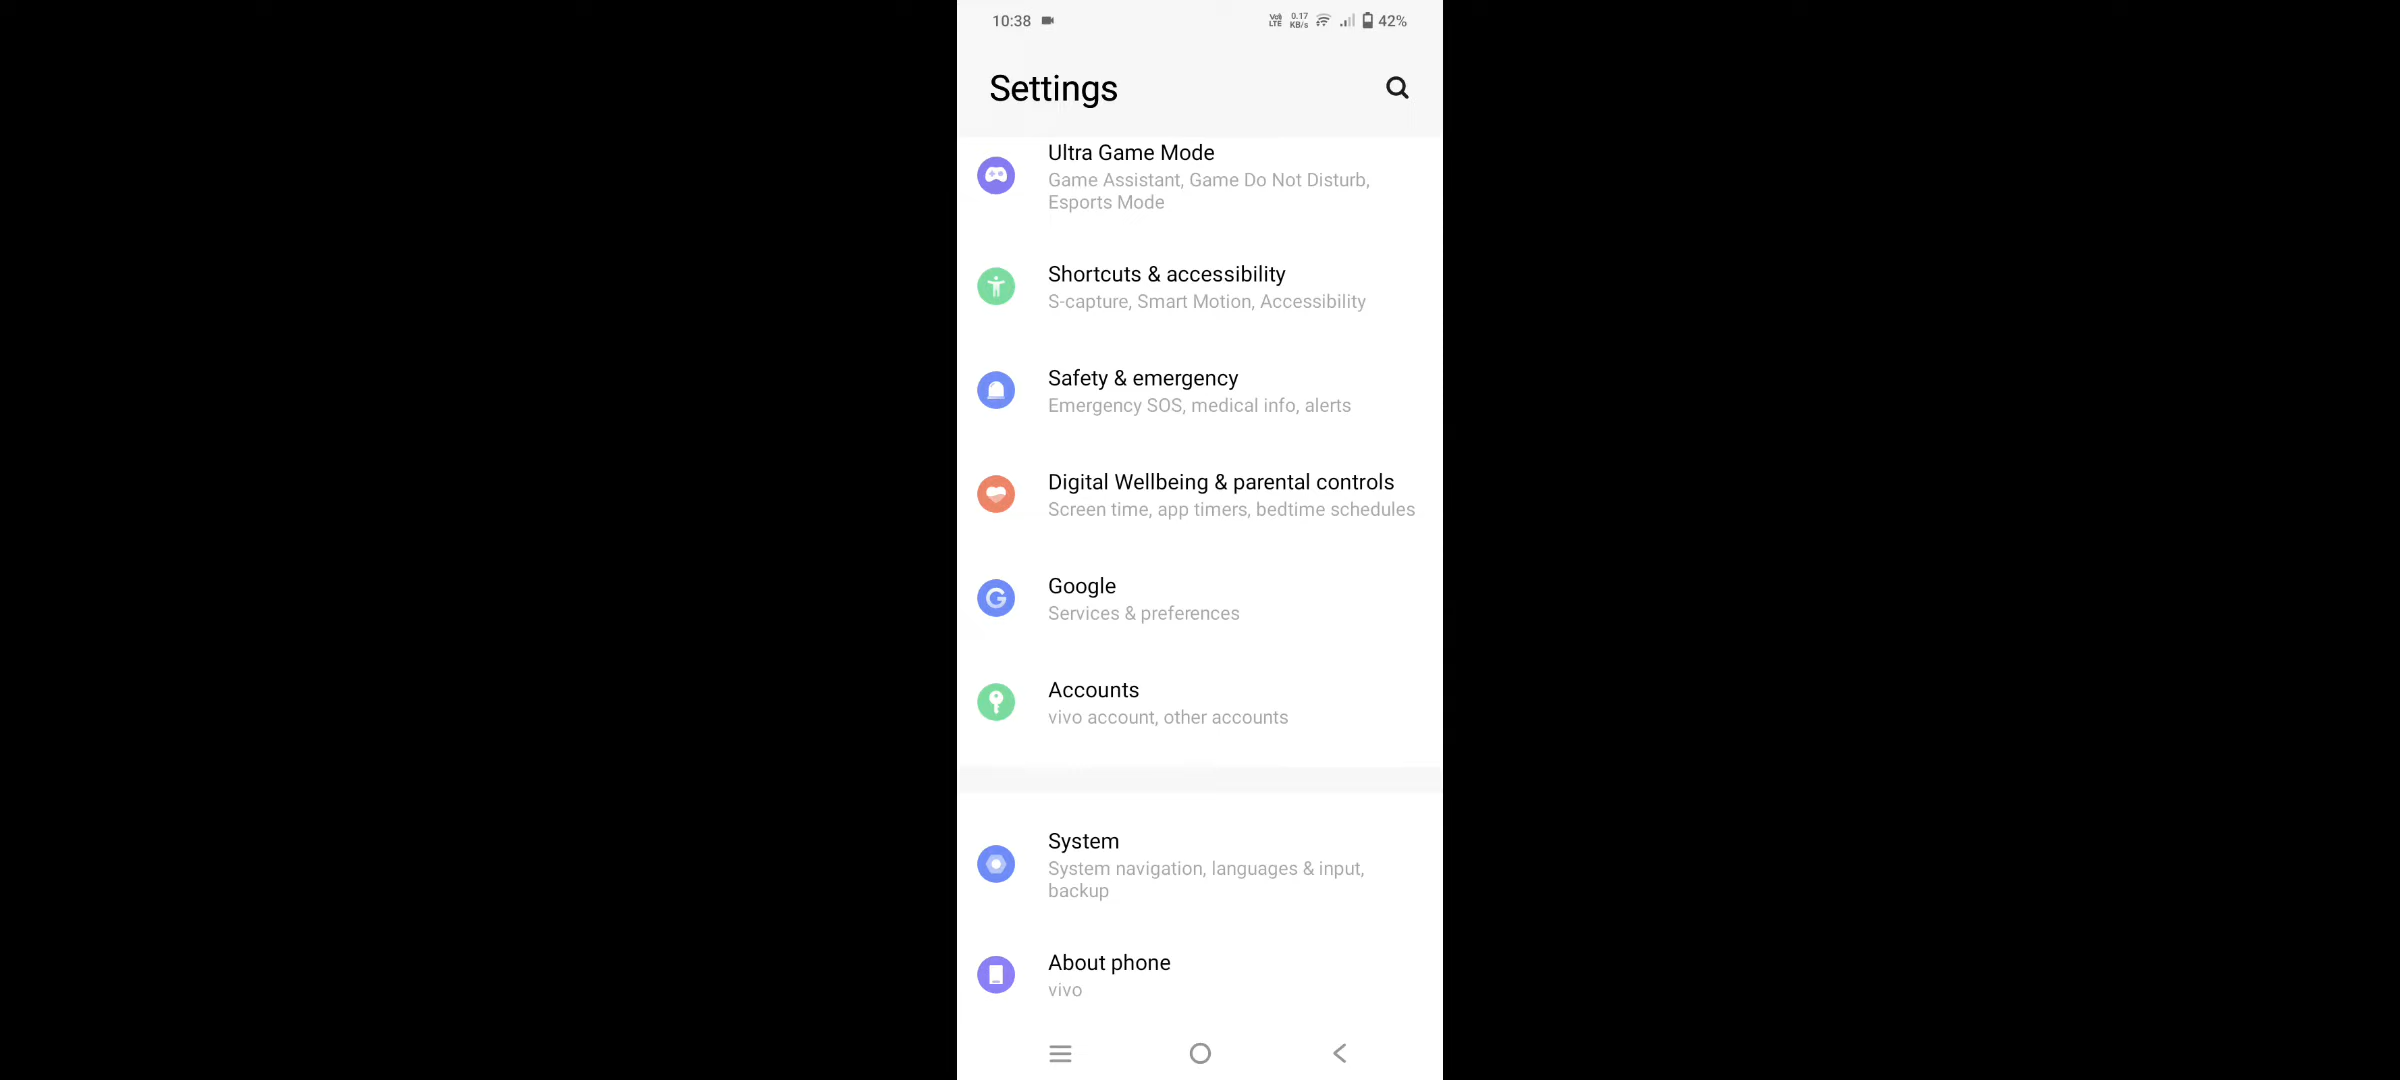 10:38 Vo) LTE 0.17 KB/s 42%
Settings
Ultra Game Mode
Game Assistant, Game Do Not Disturb,
Esports Mode
Shortcuts & accessibility
S-capture, Smart Motion, Accessibility
Safety & emergency
Emergency SOS, medical info, alerts
Digital Wellbeing & parental controls
Screen time, app timers, bedtime schedules
Google
Services & preferences
Accounts
vivo account, other accounts
System
System navigation, languages & input,
backup
About phone
vivo